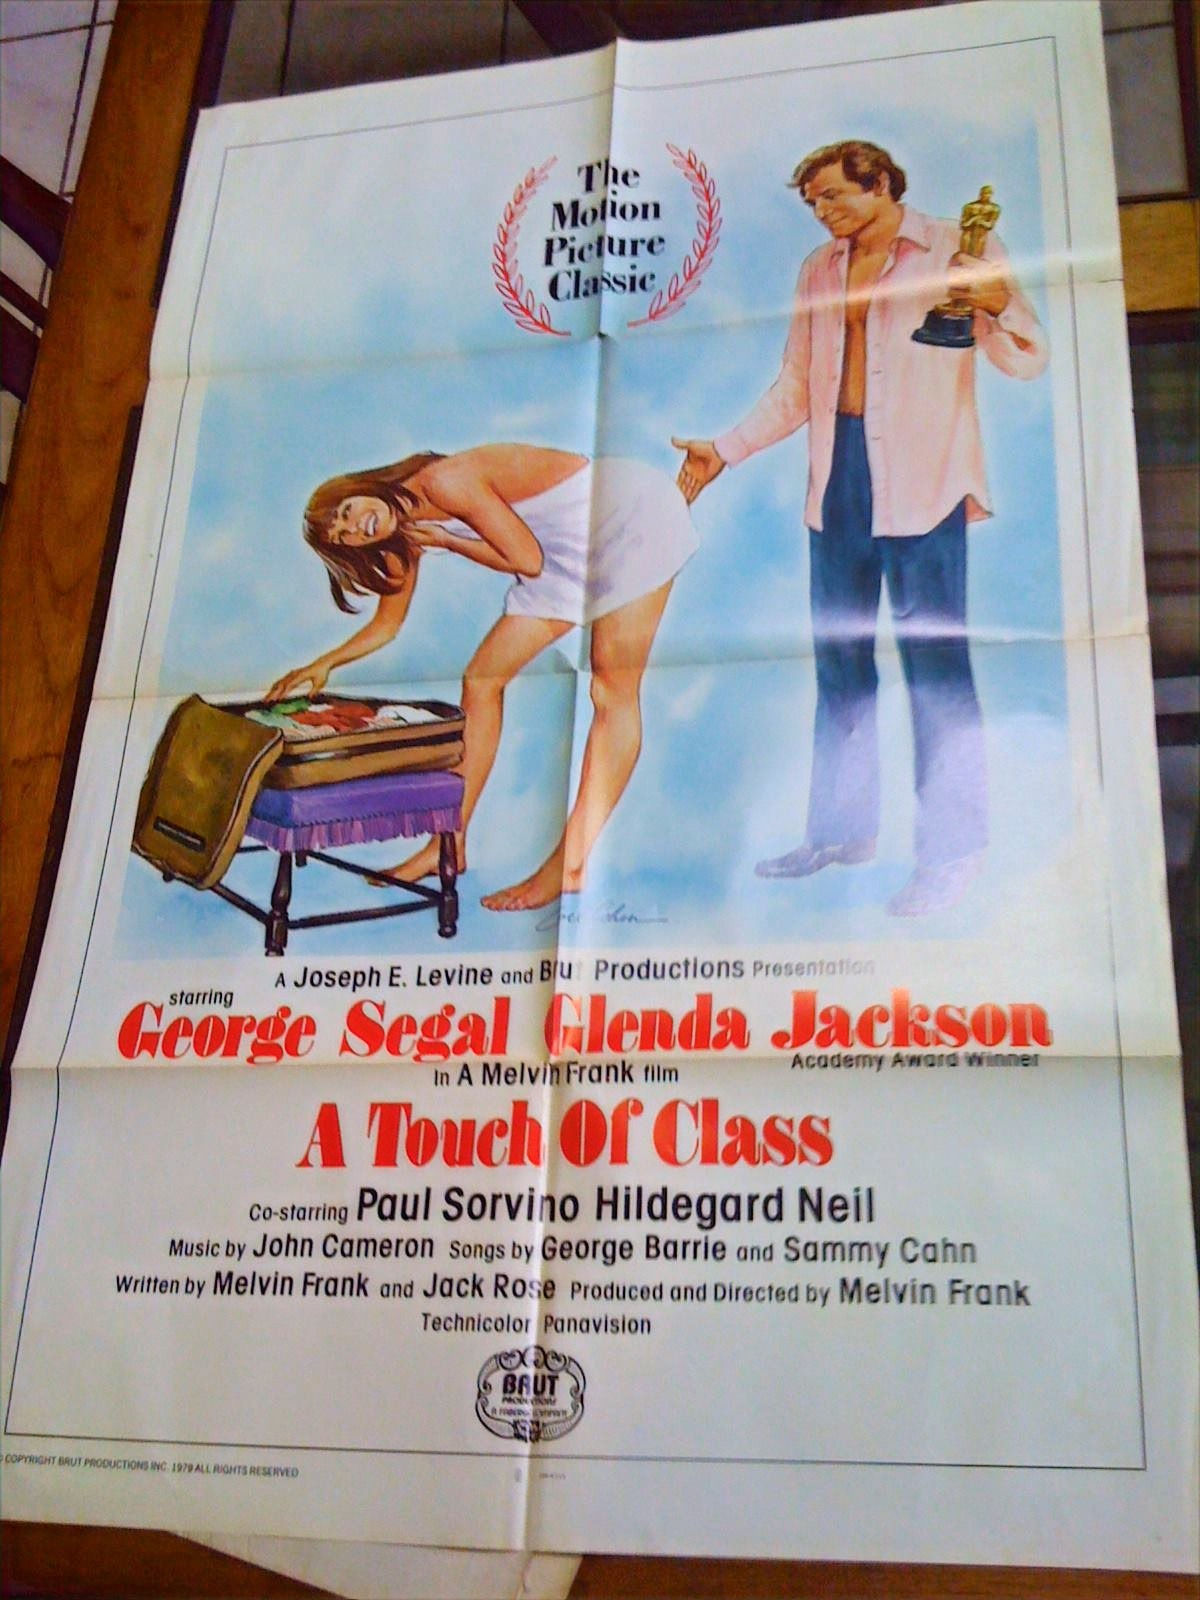 The
Motion
Picture
Classic
A Joseph E. Levine and Brut Productions Presentation
starring
George Segal Glenda Jackson
Academy Award Winner
In A Melvin Frank film
A Touch Of Class
Co-starring Paul Sorvino Hildegard Neil
Music by John Cameron Songs by George Barrie and Sammy Cahn
Written by Melvin Frank and Jack Rose Produced and Directed by Melvin Frank
Technicolor Panavision
BRUT
PRODUCTIONS
A FABERGE COMPANY
COPYRIGHT BRUT PRODUCTIONS INC. 1979 ALL RIGHTS RESERVED